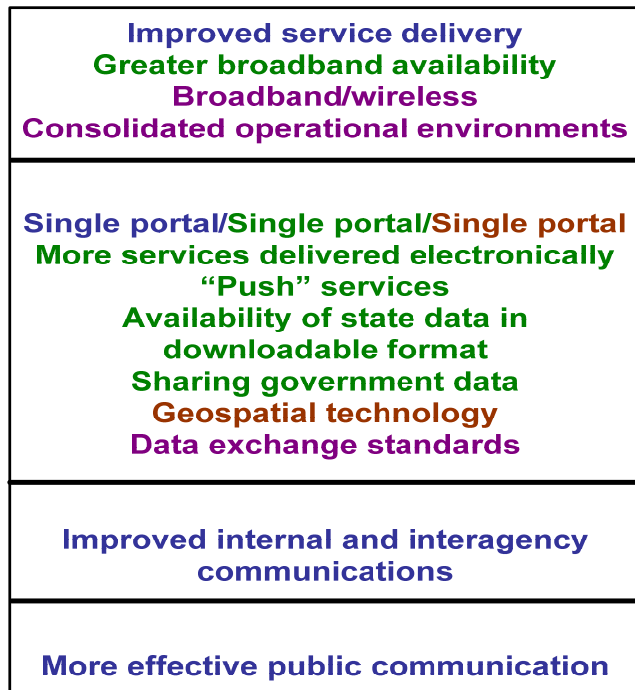 Improved service delivery
Greater broadband availability
Broadband/wireless
Consolidated operational environments
Single portal/Single portal/Single portal
More services delivered electronically
“Push” services
Availability of state data in
downloadable format
Sharing government data
Geospatial technology
Data exchange standards
Improved internal and interagency
communications
More effective public communication